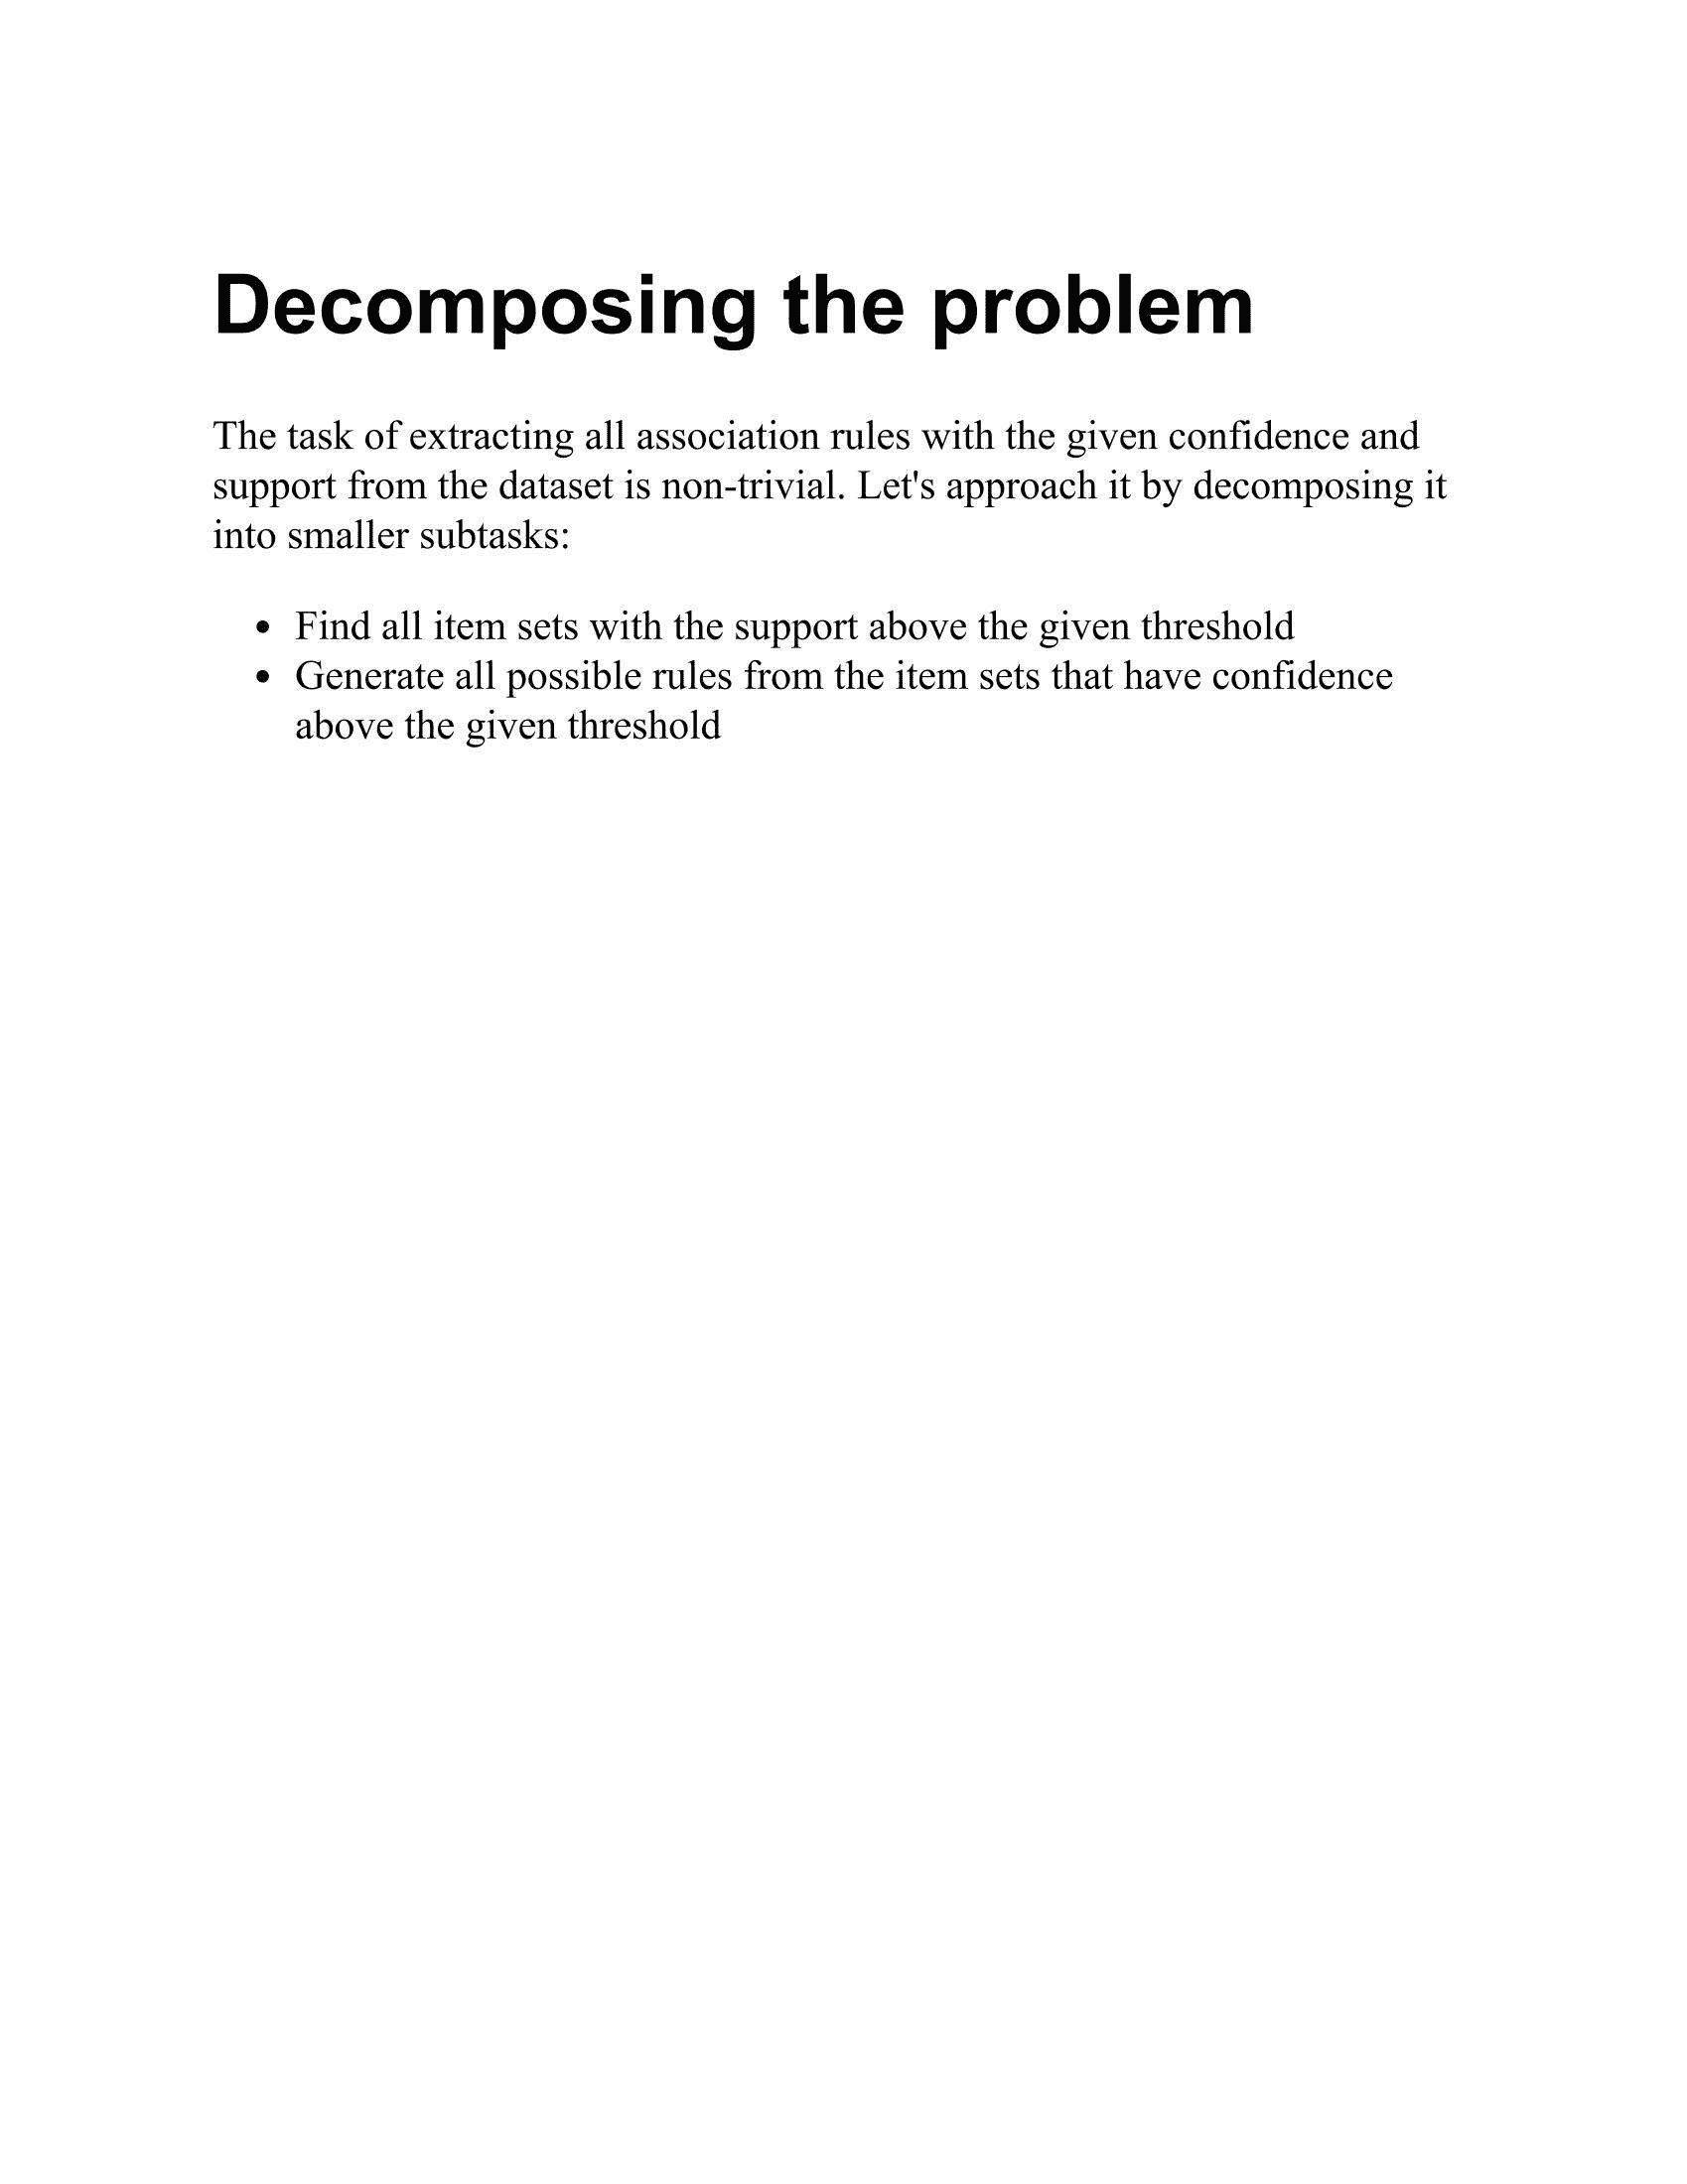 Decomposing the problem
The task of extracting all association rules with the given confidence and
support from the dataset is non-trivial. Let's approach it by decomposing it
into smaller subtasks:
• Find all item sets with the support above the given threshold
• Generate all possible rules from the item sets that have confidence
above the given threshold